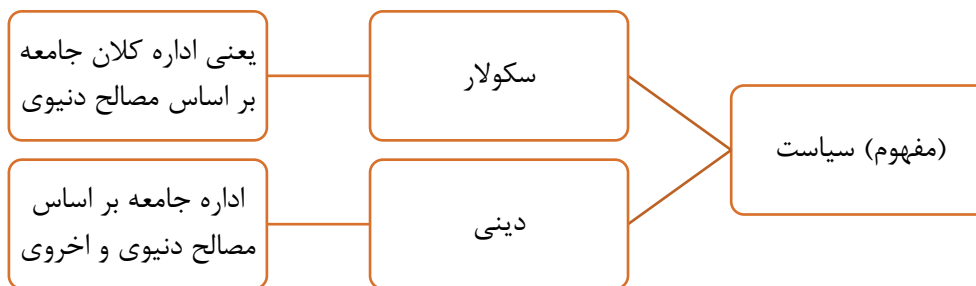 (مفهوم) سیاست
سکولار
یعنی اداره کلان جامعه
بر اساس مصالح دنیوی
دینی
اداره جامعه بر اساس
مصالح دنیوی و اخروی